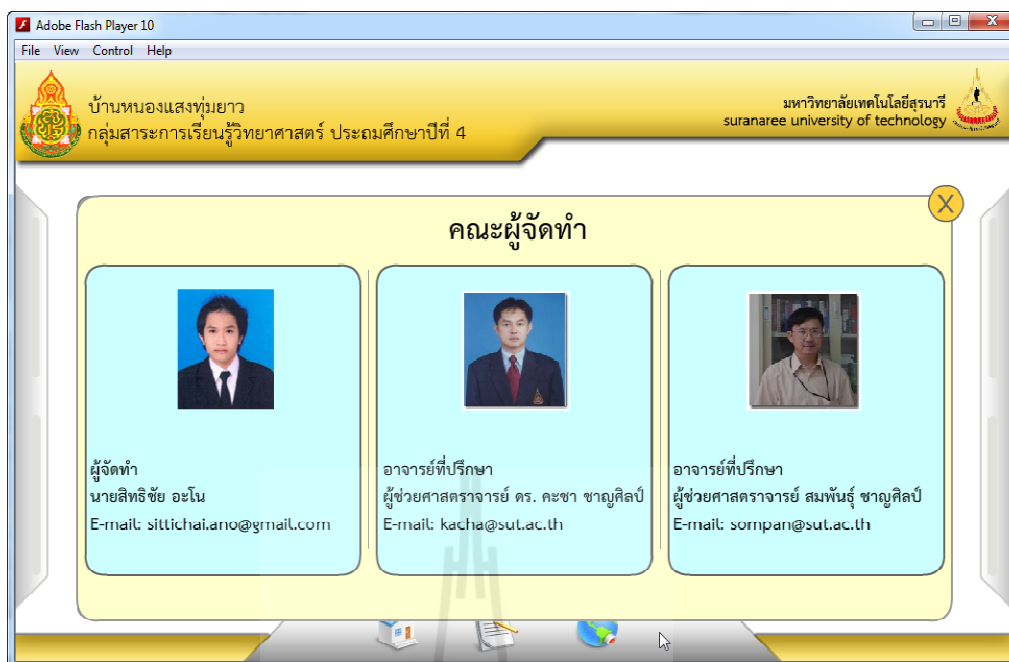 Adobe Flash Player 10
File View Control Help
บ้านหนองแสงทุ่มยาว
กลุ่มสาระการเรียนรู้วิทยาศาสตร์ ประถมศึกษาปีที่ 4
มหาวิทยาลัยเทคโนโลยีสุรนารี
suranaree university of technology
X
คณะผู้จัดทำ
ผู้จัดทำ
นายสิทธิชัย อะโน
E-mail: sittichai.ano@gmail.com
อาจารย์ที่ปรึกษา
ผู้ช่วยศาสตราจารย์ ดร. คะชา ชาญศิลป์
E-mail: kacha@sut.ac.th
อาจารย์ที่ปรึกษา
ผู้ช่วยศาสตราจารย์ สมพันธุ์ ชาญศิลป์
E-mail: sompan@sut.ac.th